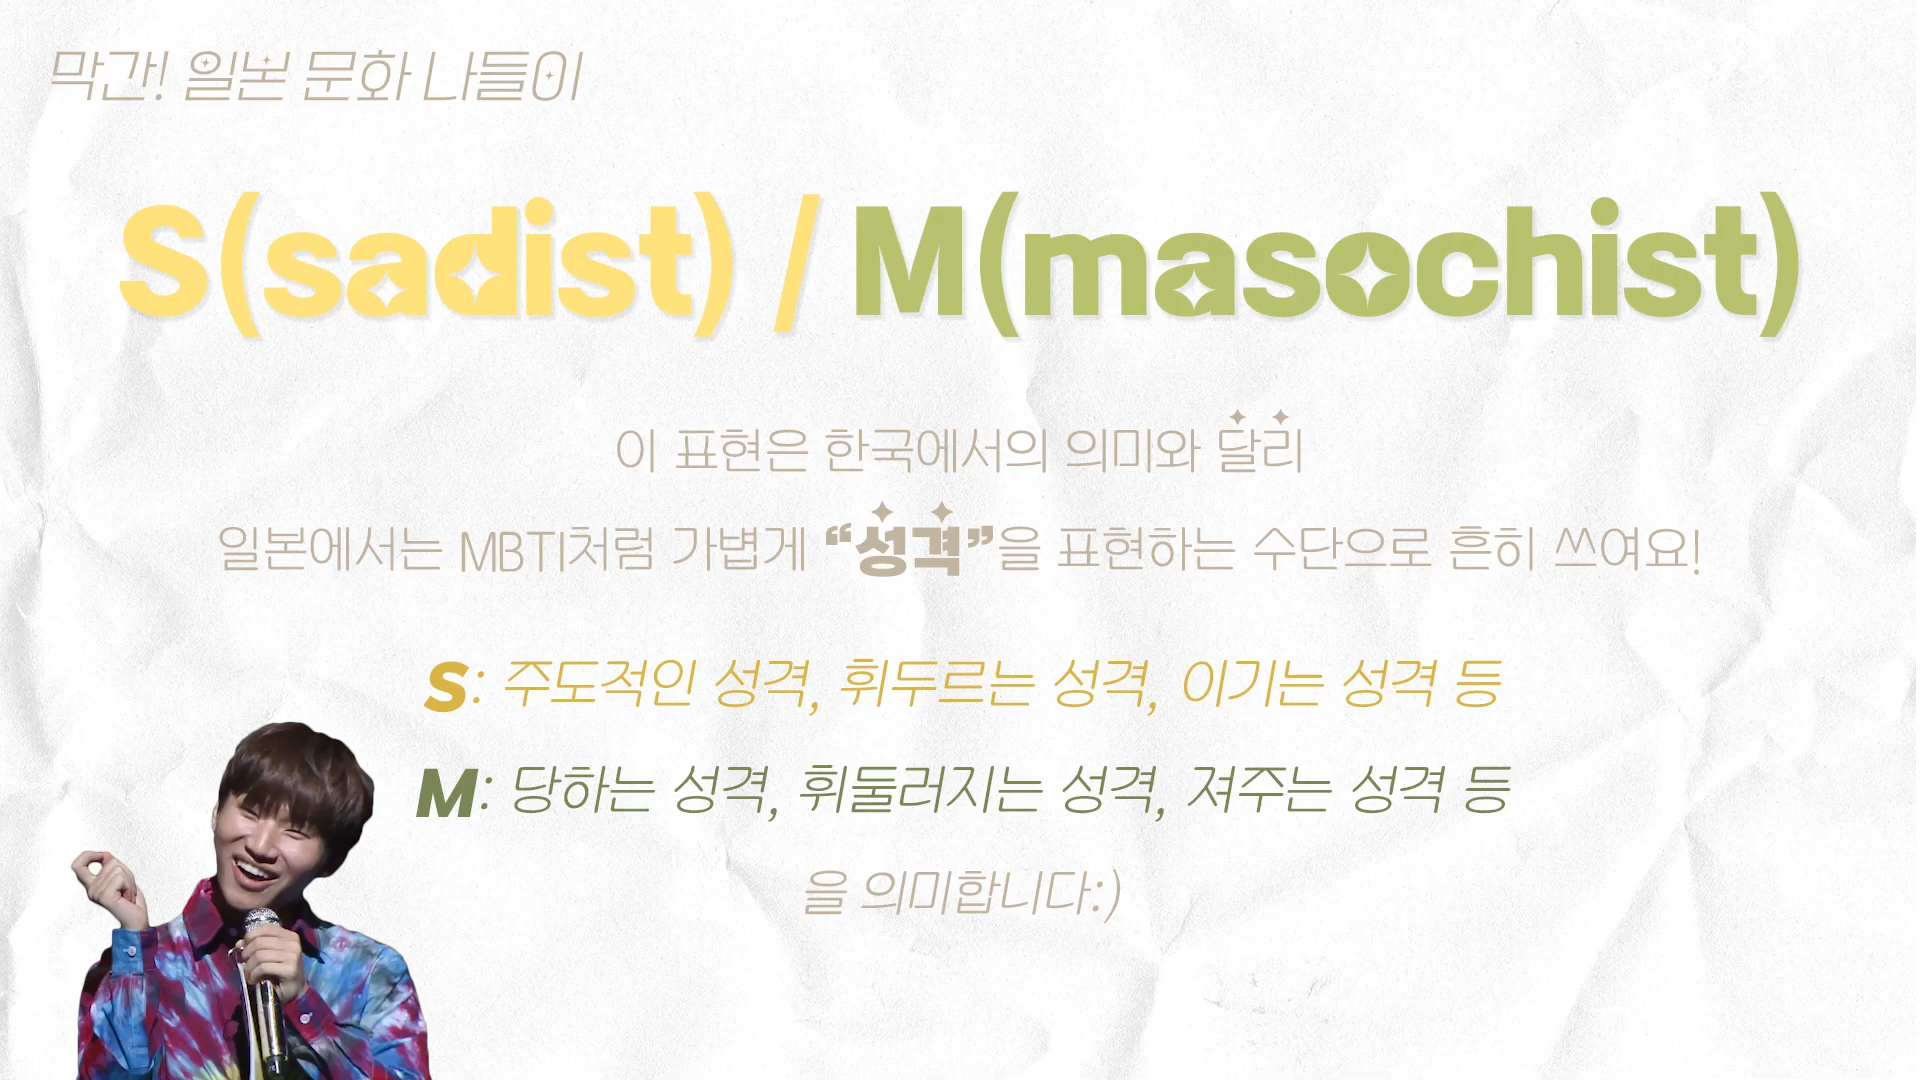 막간! 일본 문화 나들이
S(sadist) / M(masochist)
이 표현은 한국에서의 의미와 달리
일본에서는 MBTI처럼 가볍게 “성격”을 표현하는 수단으로 흔히 쓰여요!
S: 주도적인 성격, 휘두르는 성격, 이기는 성격 등
M: 당하는 성격, 휘둘러지는 성격, 져주는 성격 등
을 의미합니다:)